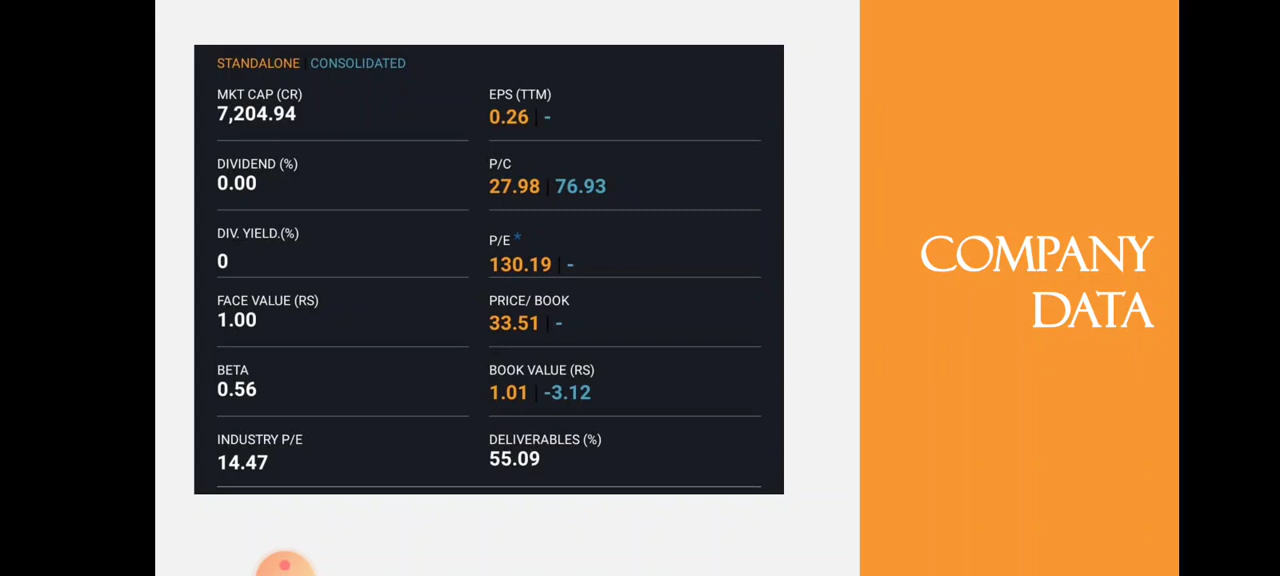 STANDALONE | CONSOLIDATED
MKT CAP (CR)
7,204.94
DIVIDEND (%)
0.00
DIV. YIELD.(%)
0
FACE VALUE (RS)
1.00
BETA
0.56
INDUSTRY P/E
14.47
EPS (TTM)
0.26 | -
P/C
27.98 | 76.93
P/E *
130.19 | -
PRICE/ BOOK
33.51 | -
BOOK VALUE (RS)
1.01 | -3.12
DELIVERABLES (%)
55.09
COMPANY
DATA